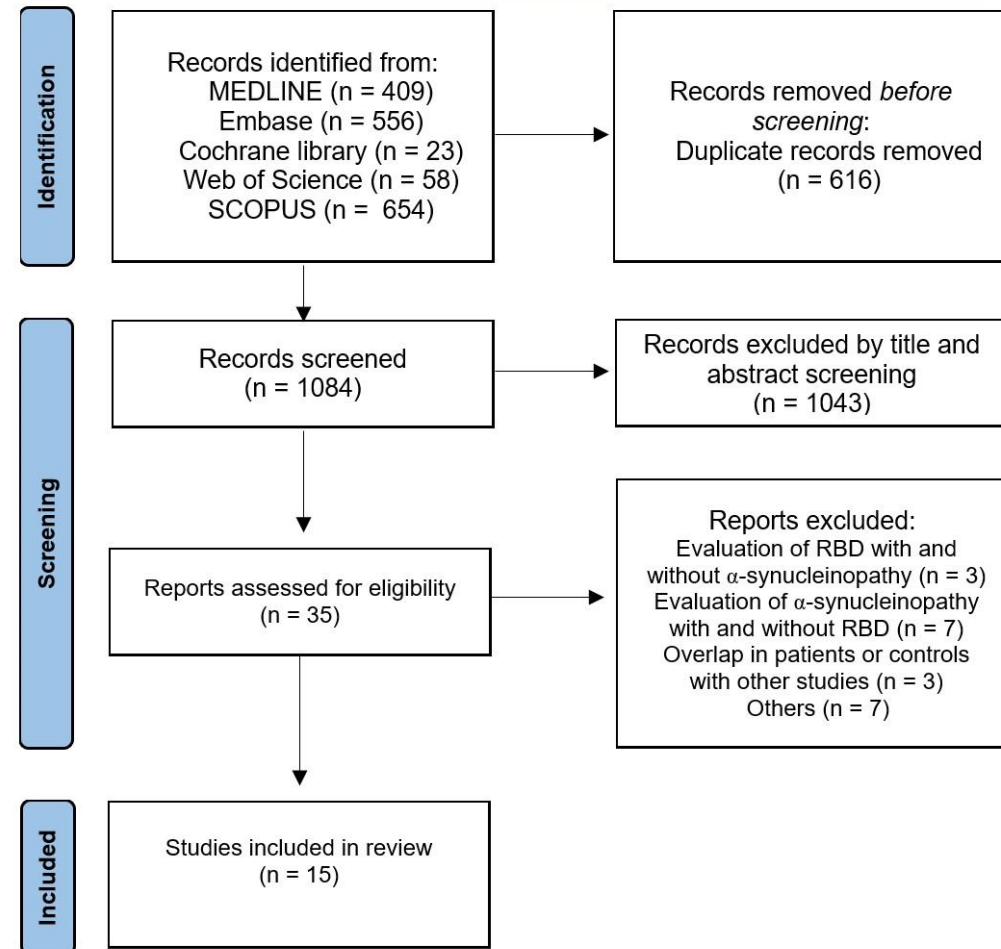 Identification
Records identified from:
MEDLINE (n = 409)
Embase (n = 556)
Cochrane library (n = 23)
Web of Science (n = 58)
SCOPUS (n = 654)
Records removed before
screening:
Duplicate records removed
(n = 616)
Screening
Records screened
(n = 1084)
Records excluded by title and
abstract screening
(n = 1043)
Reports assessed for eligibility
(n = 35)
Reports excluded:
Evaluation of RBD with and
without α-synucleinopathy (n = 3)
Evaluation of α-synucleinopathy
with and without RBD (n = 7)
Overlap in patients or controls
with other studies (n = 3)
Others (n = 7)
Included
Studies included in review
(n = 15)